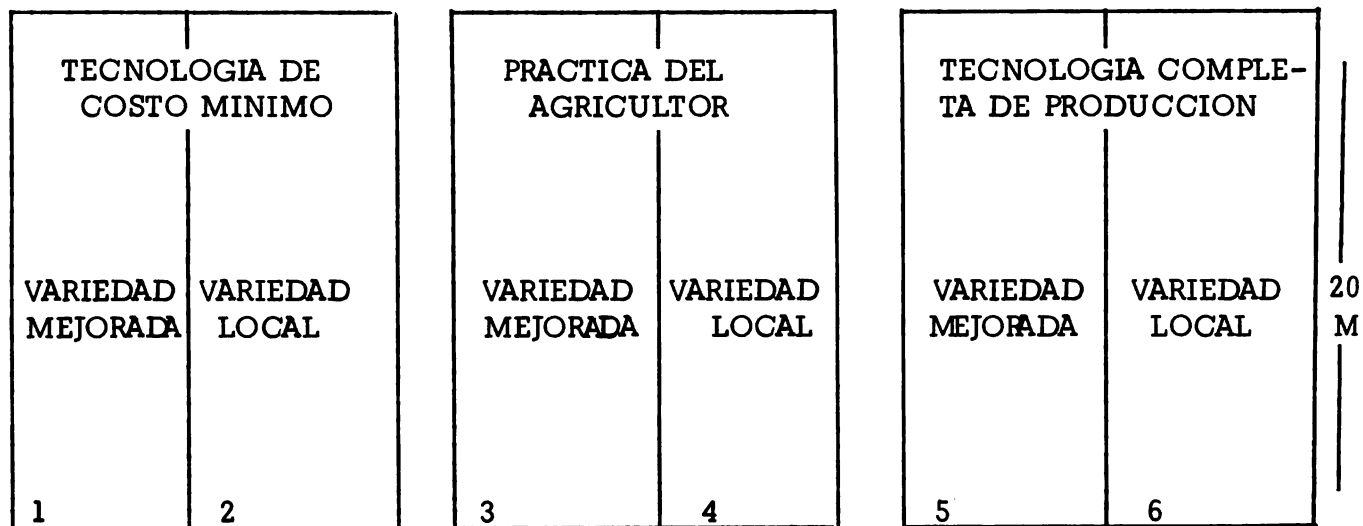 TECNOLOGIA DE
COSTO MINIMO
VARIEDAD
MEJORADA
VARIEDAD
LOCAL
1
2
PRACTICA DEL
AGRICULTOR
VARIEDAD
MEJORADA
VARIEDAD
LOCAL
3
4
TECNOLOGIA COMPLE-
TA DE PRODUCCION
VARIEDAD
MEJORADA
VARIEDAD
LOCAL
5
6
20
M